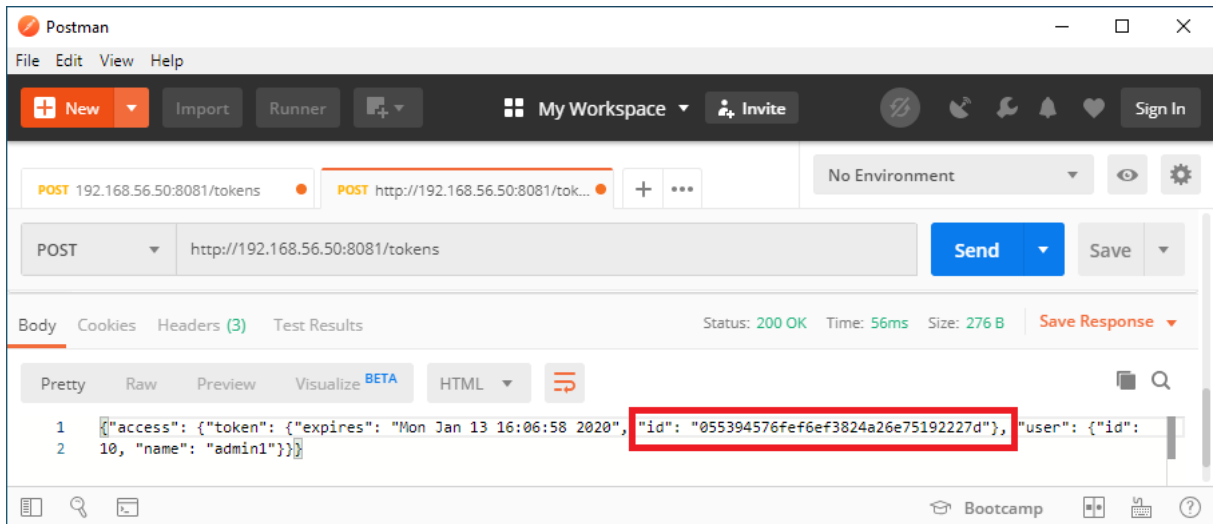 Postman
File Edit View Help
New Import Runner My Workspace Invite Sign In
POST 192.168.56.50:8081/tokens POST http://192.168.56.50:8081/tok... No Environment
POST http://192.168.56.50:8081/tokens Send Save
Body Cookies Headers (3) Test Results Status: 200 OK Time: 56ms Size: 276 B Save Response
Pretty Raw Preview Visualize BETA HTML
1 {"access": {"token": {"expires": "Mon Jan 13 16:06:58 2020", "id": "055394576fef6ef3824a26e75192227d"}, "user": {"id":
2 10, "name": "admin1"}}}
Bootcamp